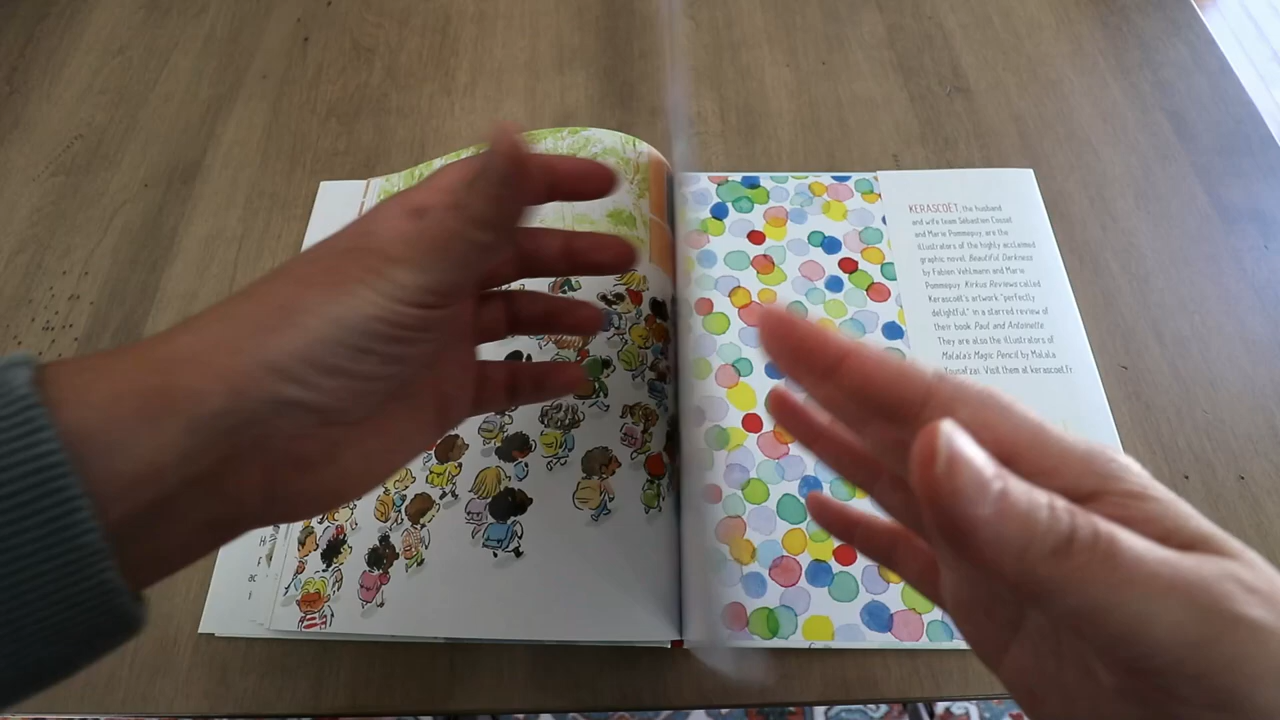 KERASCOËT, the husband
and wife team Sébastien Cosset
and Marie Pommepuy, are the
illustrators of the highly acclaimed
graphic novel Beautiful Darkness
by Fabien Vehlmann and Marie
Pommepuy. Kirkus Reviews called
Kerascoët's artwork "perfectly
delightful" in a starred review of
their book Paul and Antoinette.
They are also the illustrators of
Malala's Magic Pencil by Malala
Yousafzai. Visit them at kerascoet.fr.